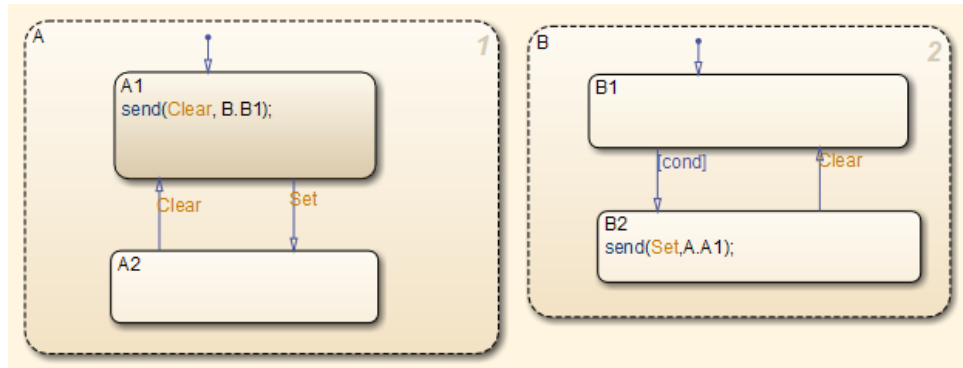 A
1
A1
send(Clear, B.B1);
Clear
Set
A2
B
2
B1
[cond]
Clear
B2
send(Set,A.A1);